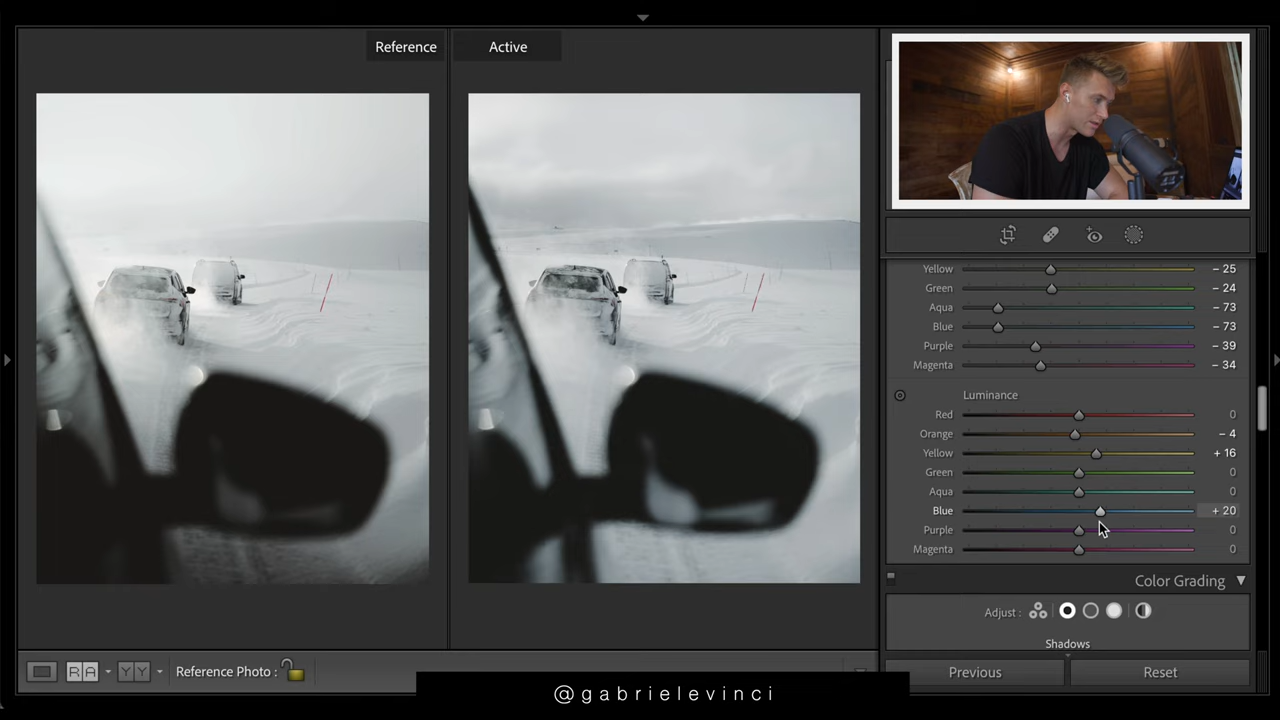 Reference
Active
Yellow - 25
Green - 24
Aqua - 73
Blue - 73
Purple - 39
Magenta - 34
Luminance
Red 0
Orange - 4
Yellow + 16
Green 0
Aqua 0
Blue + 20
Purple 0
Magenta 0
Color Grading
Adjust :
Shadows
R A Y Y Reference Photo :
Previous Reset
@gabrielevinci